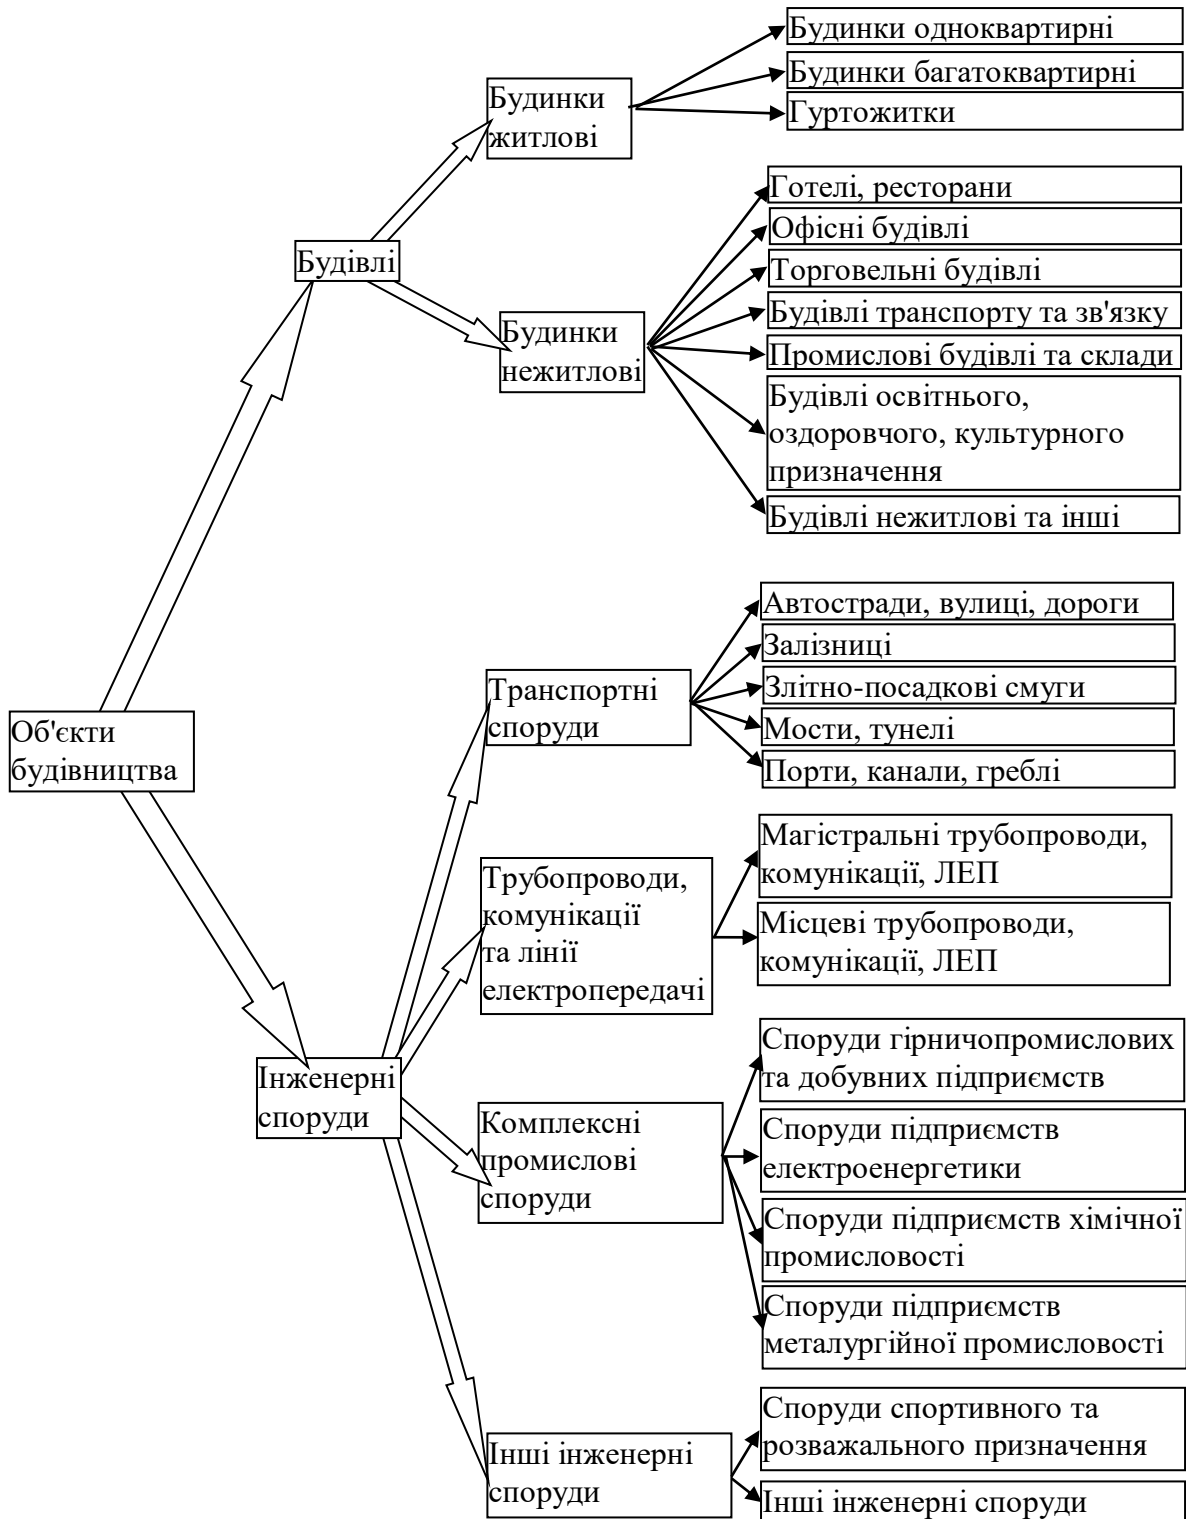 Будинки одноквартирні
Будинки багатоквартирні
Гуртожитки
Будинки
житлові
Готелі, ресторани
Офісні будівлі
Торговельні будівлі
Будівлі транспорту та зв'язку
Промислові будівлі та склади
Будівлі освітнього,
оздоровчого, культурного
призначення
Будівлі нежитлові та інші
Будівлі
Будинки
нежитлові
Автостради, вулиці, дороги
Залізниці
Злітно-посадкові смуги
Мости, тунелі
Порти, канали, греблі
Транспортні
споруди
Об'єкти
будівництва
Магістральні трубопроводи,
комунікації, ЛЕП
Місцеві трубопроводи,
комунікації, ЛЕП
Трубопроводи,
комунікації
та лінії
електропередачі
Інженерні
споруди
Споруди гірничопромислових
та добувних підприємств
Споруди підприємств
електроенергетики
Споруди підприємств хімічної
промисловості
Споруди підприємств
металургійної промисловості
Комплексні
промислові
споруди
Споруди спортивного та
розважального призначення
Інші інженерні споруди
Інші інженерні
споруди